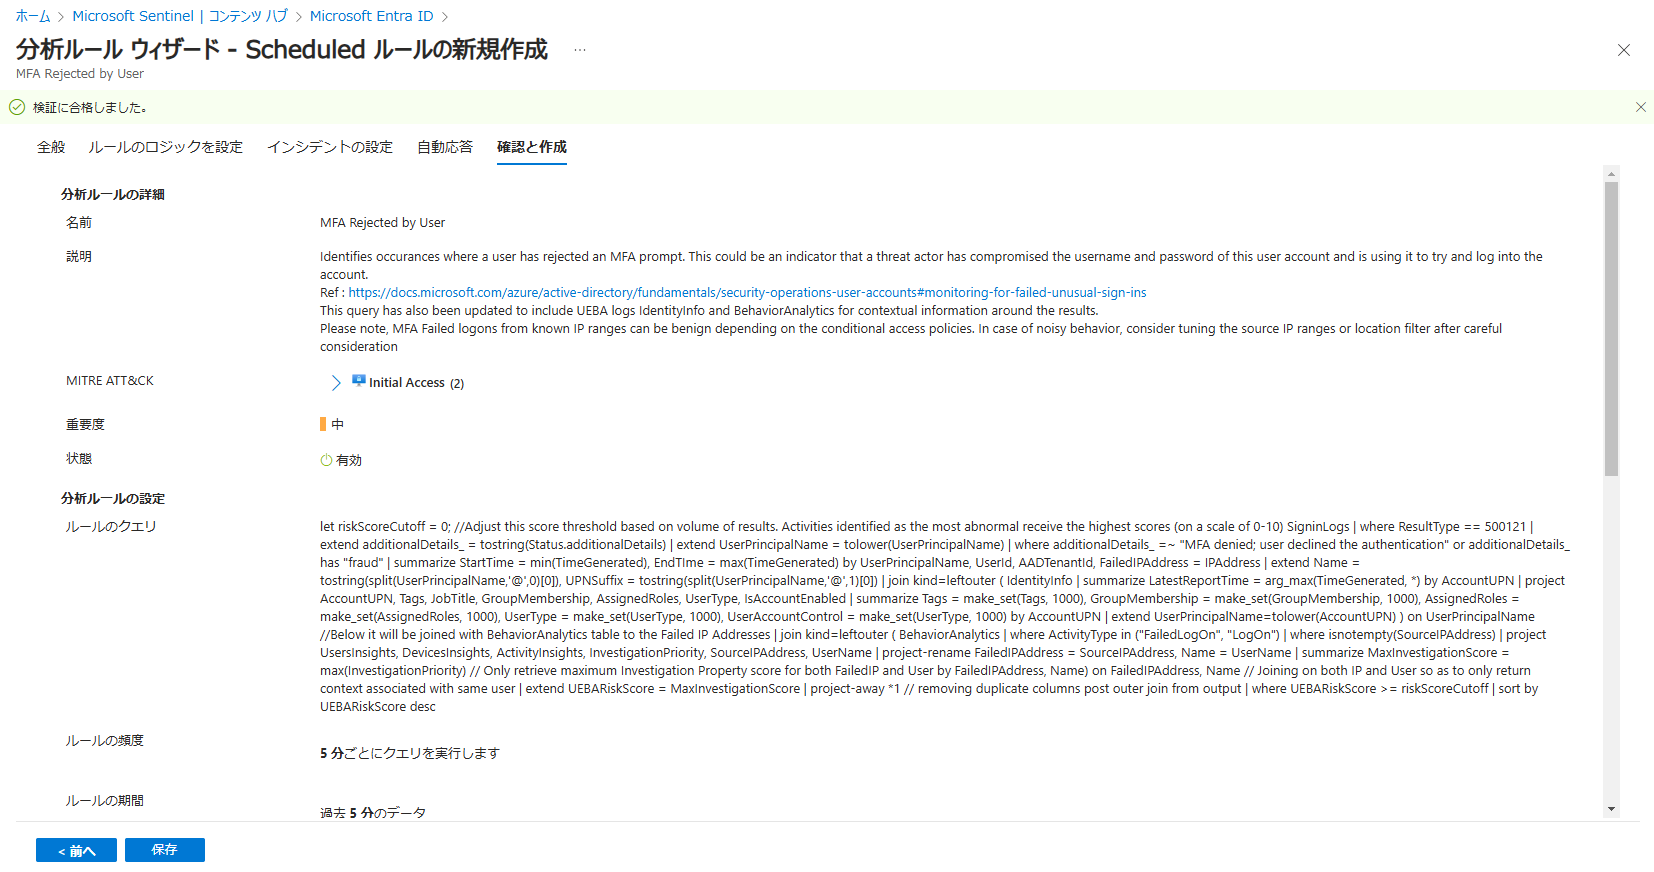 ホーム > Microsoft Sentinel | コンテンツ ハブ > Microsoft Entra ID >
分析ルール ウィザード - Scheduled ルールの新規作成 …
MFA Rejected by User
検証に合格しました。
全般 ルールのロジックを設定 インシデントの設定 自動応答 確認と作成
分析ルールの詳細
名前 MFA Rejected by User
説明 Identifies occurances where a user has rejected an MFA prompt. This could be an indicator that a threat actor has compromised the username and password of this user account and is using it to try and log into the
account.
Ref : https://docs.microsoft.com/azure/active-directory/fundamentals/security-operations-user-accounts#monitoring-for-failed-unusual-sign-ins
This query has also been updated to include UEBA logs IdentityInfo and BehaviorAnalytics for contextual information around the results.
Please note, MFA Failed logons from known IP ranges can be benign depending on the conditional access policies. In case of noisy behavior, consider tuning the source IP ranges or location filter after careful
consideration
MITRE ATT&CK Initial Access (2)
重要度 中
状態 有効
分析ルールの設定
ルールのクエリ let riskScoreCutoff = 0; //Adjust this score threshold based on volume of results. Activities identified as the most abnormal receive the highest scores (on a scale of 0-10) SigninLogs | where ResultType == 500121 |
extend additionalDetails_ = tostring(Status.additionalDetails) | extend UserPrincipalName = tolower(UserPrincipalName) | where additionalDetails_ =~ "MFA denied; user declined the authentication" or additionalDetails_
has "fraud" | summarize StartTime = min(TimeGenerated), EndTIme = max(TimeGenerated) by UserPrincipalName, UserId, AADTenantId, FailedIPAddress = IPAddress | extend Name =
tostring(split(UserPrincipalName,'@',0)[0]), UPNSuffix = tostring(split(UserPrincipalName,'@',1)[0]) | join kind=leftouter ( IdentityInfo | summarize LatestReportTime = arg_max(TimeGenerated, *) by AccountUPN | project
AccountUPN, Tags, JobTitle, GroupMembership, AssignedRoles, UserType, IsAccountEnabled | summarize Tags = make_set(Tags, 1000), GroupMembership = make_set(GroupMembership, 1000), AssignedRoles =
make_set(AssignedRoles, 1000), UserType = make_set(UserType, 1000), UserAccountControl = make_set(UserType, 1000) by AccountUPN | extend UserPrincipalName=tolower(AccountUPN) ) on UserPrincipalName
//Below it will be joined with BehaviorAnalytics table to the Failed IP Addresses | join kind=leftouter ( BehaviorAnalytics | where ActivityType in ("FailedLogOn", "LogOn") | where isnotempty(SourceIPAddress) | project
UsersInsights, DevicesInsights, ActivityInsights, InvestigationPriority, SourceIPAddress, UserName | project-rename FailedIPAddress = SourceIPAddress, Name = UserName | summarize MaxInvestigationScore =
max(InvestigationPriority) // Only retrieve maximum Investigation Property score for both FailedIP and User by FailedIPAddress, Name) on FailedIPAddress, Name // Joining on both IP and User so as to only return
context associated with same user | extend UEBARiskScore = MaxInvestigationScore | project-away *1 // removing duplicate columns post outer join from output | where UEBARiskScore >= riskScoreCutoff | sort by
UEBARiskScore desc
ルールの頻度 5 分ごとにクエリを実行します
ルールの期間 過去 5 分のデータ
< 前へ 保存